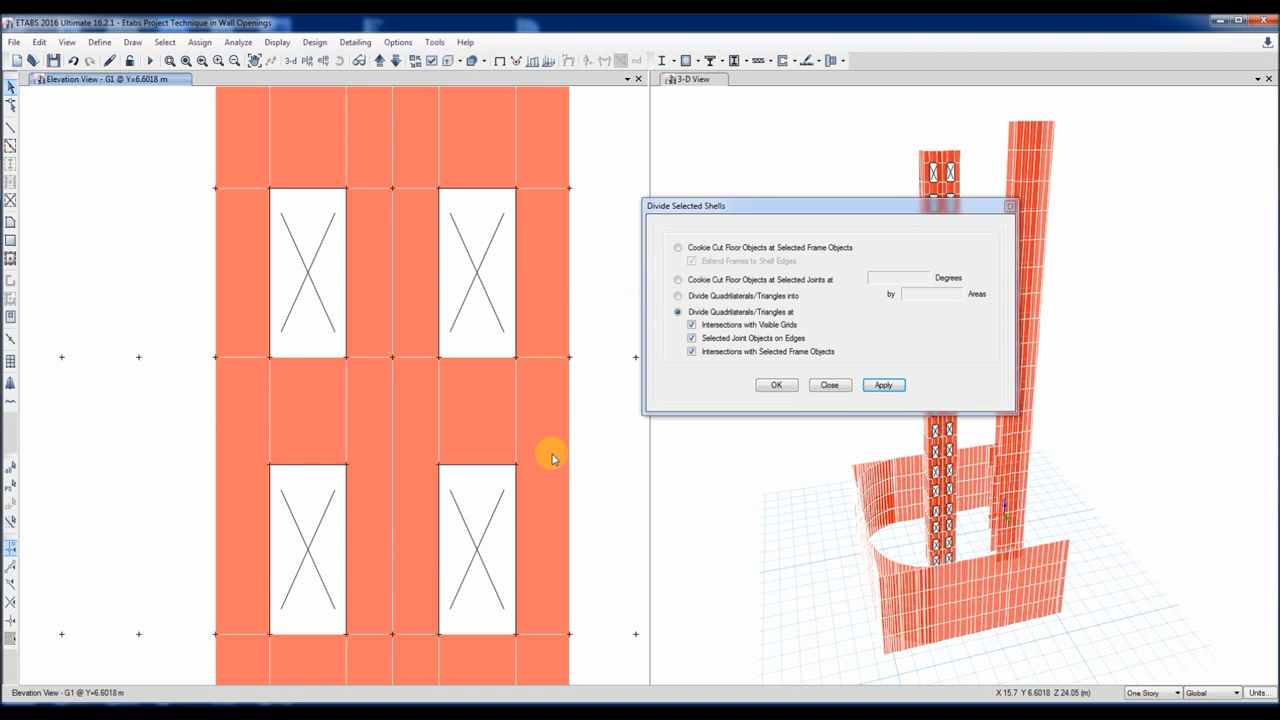 ETABS 2016 Ultimate 16.2.1 - Etabs Project Technique in Wall Openings
File Edit View Define Draw Select Assign Analyze Display Design Detailing Options Tools Help
3-d
nd
Elevation View - G1 @ Y=6.6018 m
3-D View
Divide Selected Shells
Cookie Cut Floor Objects at Selected Frame Objects
Extend Frames to Shell Edges
Cookie Cut Floor Objects at Selected Joints at Degrees
Divide Quadrilaterals/Triangles into by Areas
Divide Quadrilaterals/Triangles at
Intersections with Visible Grids
Selected Joint Objects on Edges
Intersections with Selected Frame Objects
OK Close Apply
Elevation View - G1 @ Y=6.6018 m
X 15.7 Y 6.6018 Z 24.05 (m)
One Story
Global
Units...